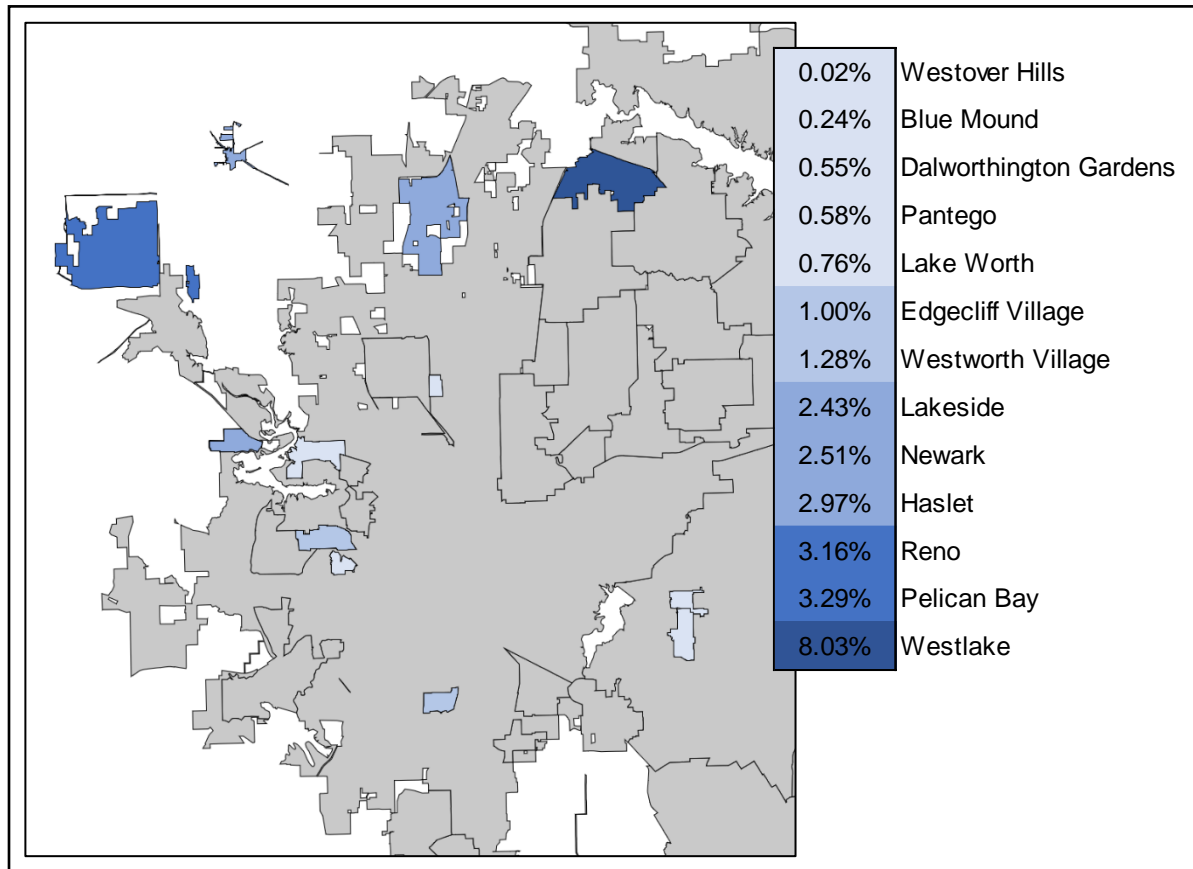 0.02% Westover Hills
0.24% Blue Mound
0.55% Dalworthington Gardens
0.58% Pantego
0.76% Lake Worth
1.00% Edgecliff Village
1.28% Westworth Village
2.43% Lakeside
2.51% Newark
2.97% Haslet
3.16% Reno
3.29% Pelican Bay
8.03% Westlake